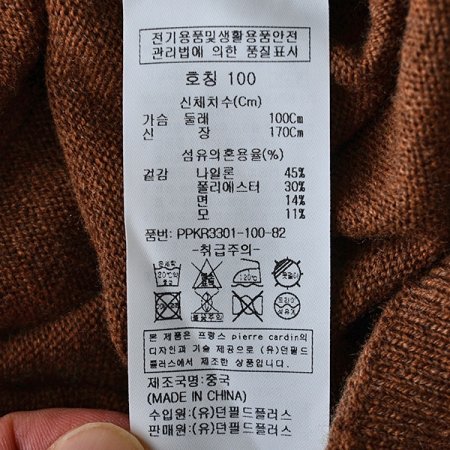 전기용품및생활용품안전
관리법에 의한 품질표시
호칭 100
신체치수(Cm)
가슴 둘레 100Cm
신 장 170Cm
섬유의혼용율(%)
겉감 나일론 45%
폴리에스터 30%
면 14%
모 11%
품번: PPKR3301-100-82
-취급주의-
120℃
드라이
본 제품은 프랑스 pierre cardin의
디자인과 기술 제공으로 (유)던필드
플러스에서 제조한 상품입니다.
제조국명:중국
(MADE IN CHINA)
수입원:(유)던필드플러스
판매원:(유)던필드플러스